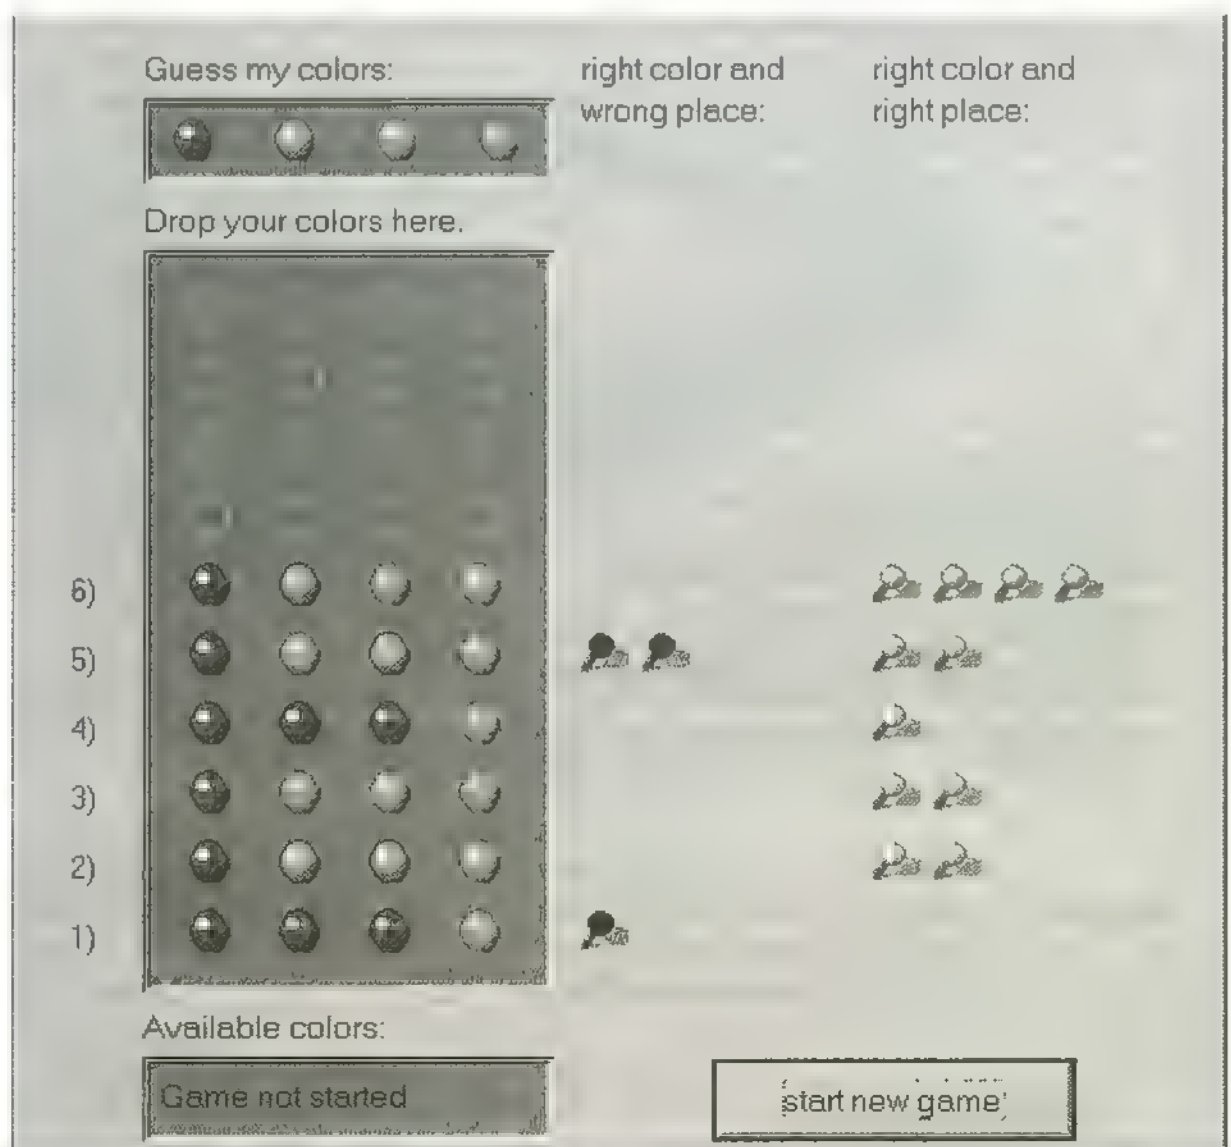 Guess my colors:
right color and
wrong place:
right color and
right place:
Drop your colors here.
6)
5)
4)
3)
2)
1)
Available colors:
Game not started
start new game